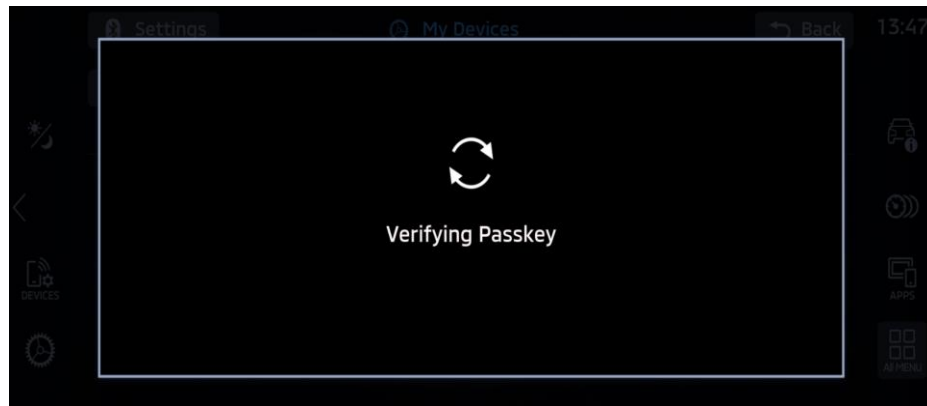 Settings
My Devices
Back
13:47
Verifying Passkey
DEVICES
APPS
All MENU